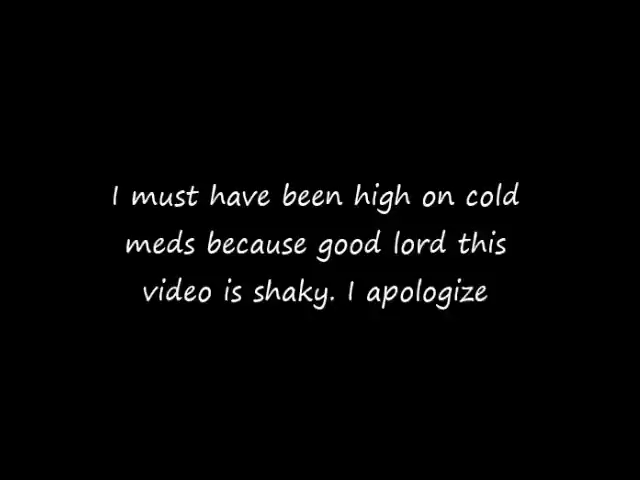 I must have been high on cold
meds because good lord this
video is shaky. I apologize